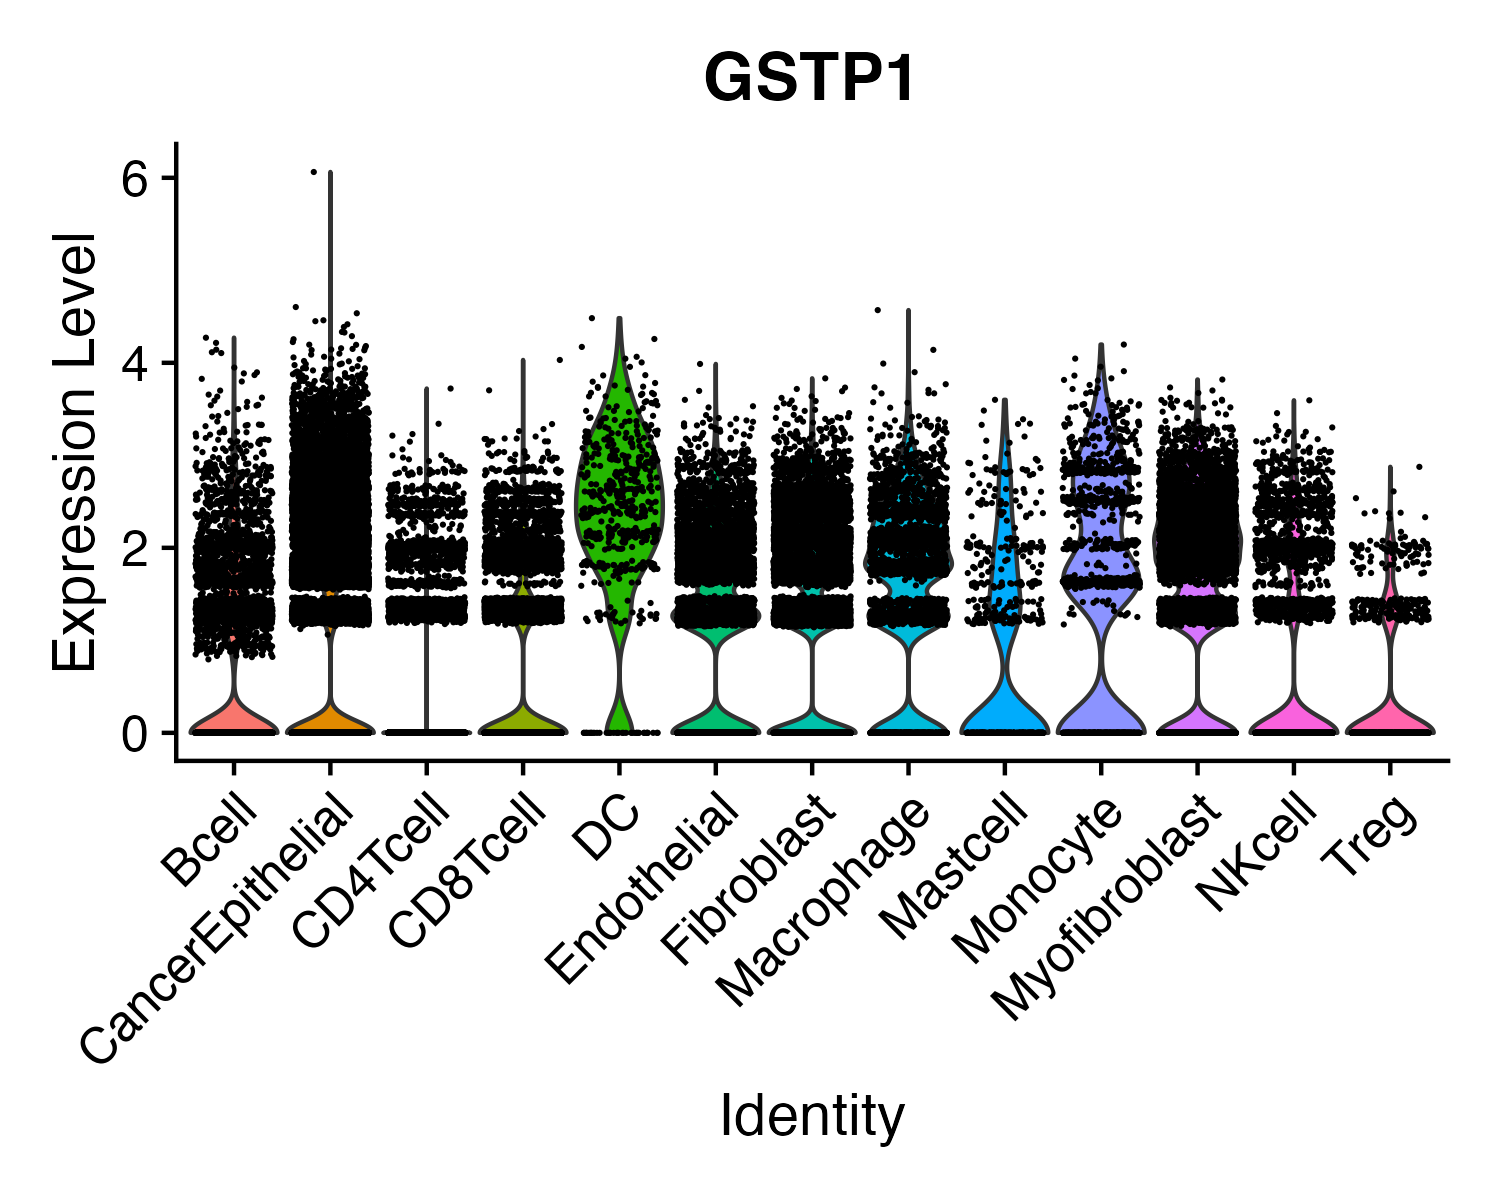 GSTP1
Expression Level
6
4
2
0
Bcell
CancerEpithelial
CD4Tcell
CD8Tcell
DC
Endothelial
Fibroblast
Macrophage
Mastcell
Monocyte
Myofibroblast
NKcell
Treg
Identity